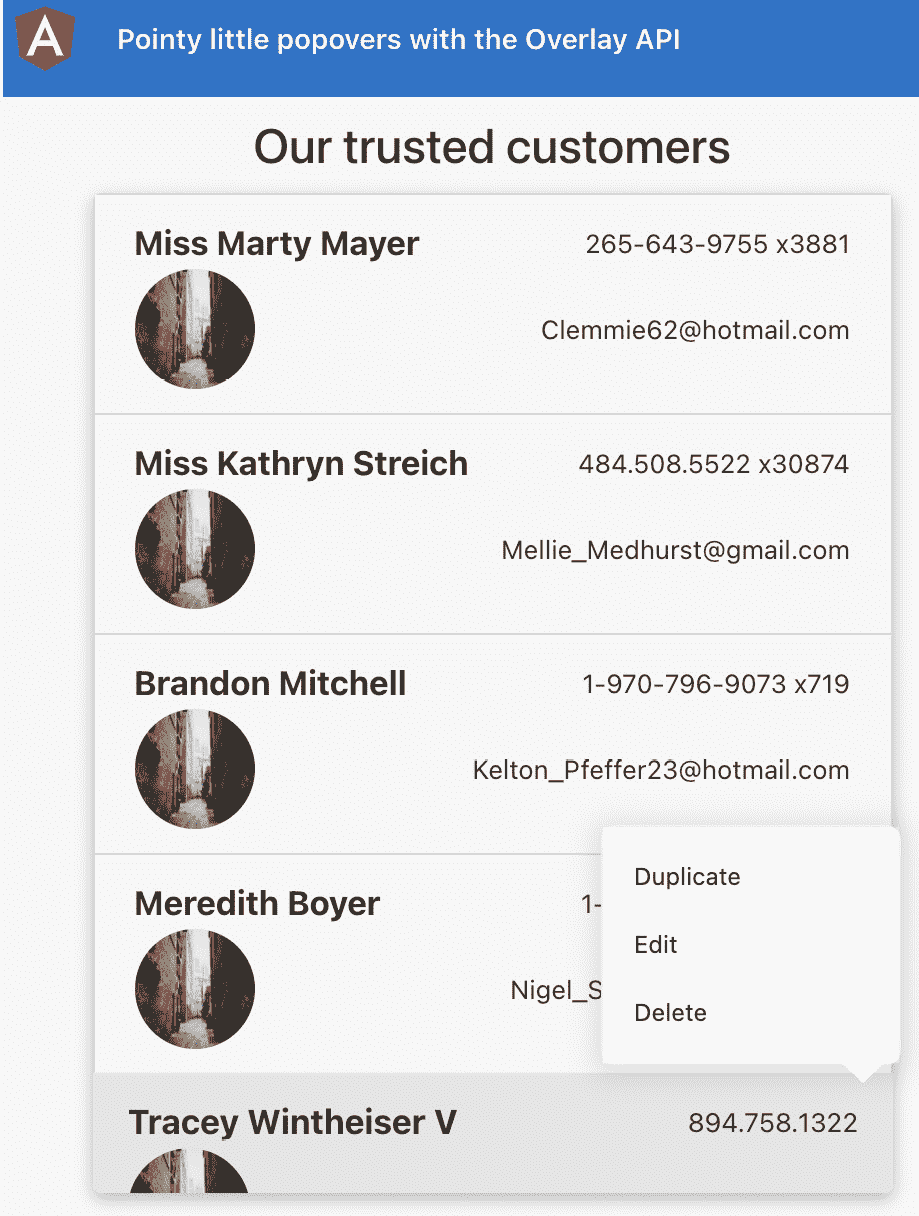 Pointy little popovers with the Overlay API
Our trusted customers
Miss Marty Mayer 265-643-9755 x3881
Clemmie62@hotmail.com
Miss Kathryn Streich 484.508.5522 x30874
Mellie_Medhurst@gmail.com
Brandon Mitchell 1-970-796-9073 x719
Kelton_Pfeffer23@hotmail.com
Meredith Boyer 1-
Nigel_S
Duplicate
Edit
Delete
Tracey Wintheiser V 894.758.1322